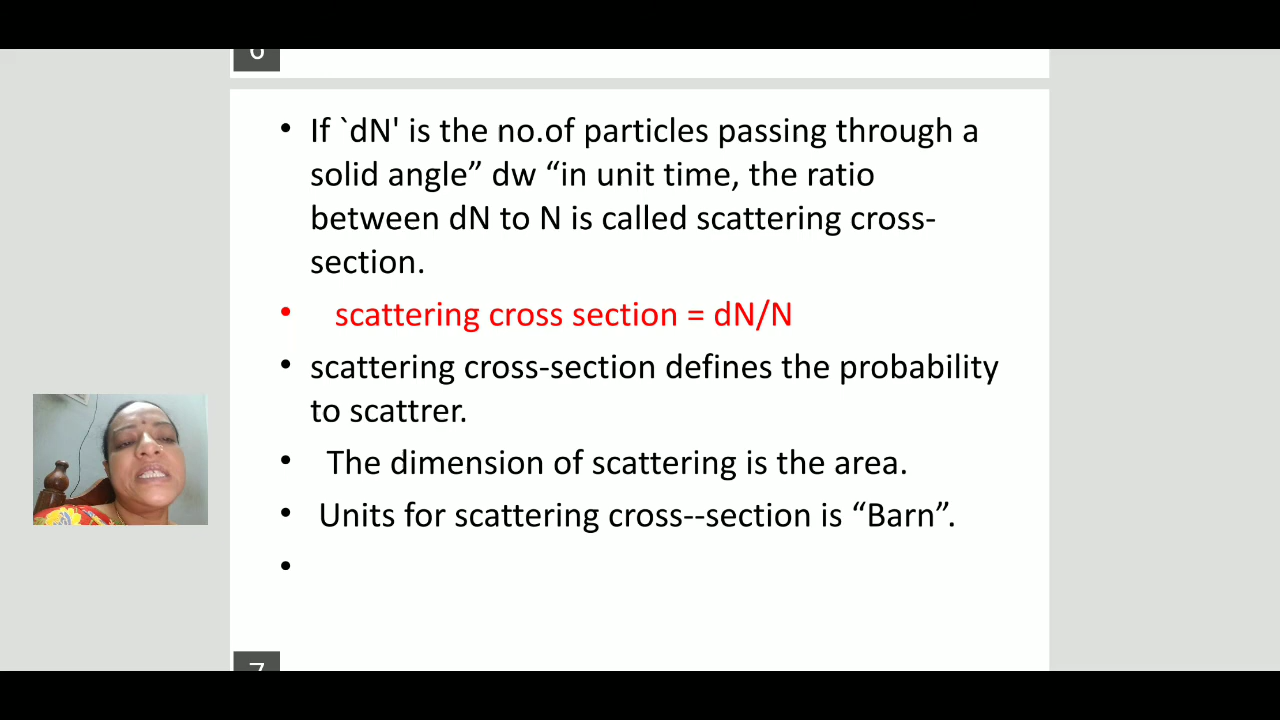 6
• If `dN' is the no.of particles passing through a
solid angle” dw “in unit time, the ratio
between dN to N is called scattering cross-
section.
• scattering cross section = dN/N
• scattering cross-section defines the probability
to scattrer.
• The dimension of scattering is the area.
• Units for scattering cross--section is “Barn”.
•
7